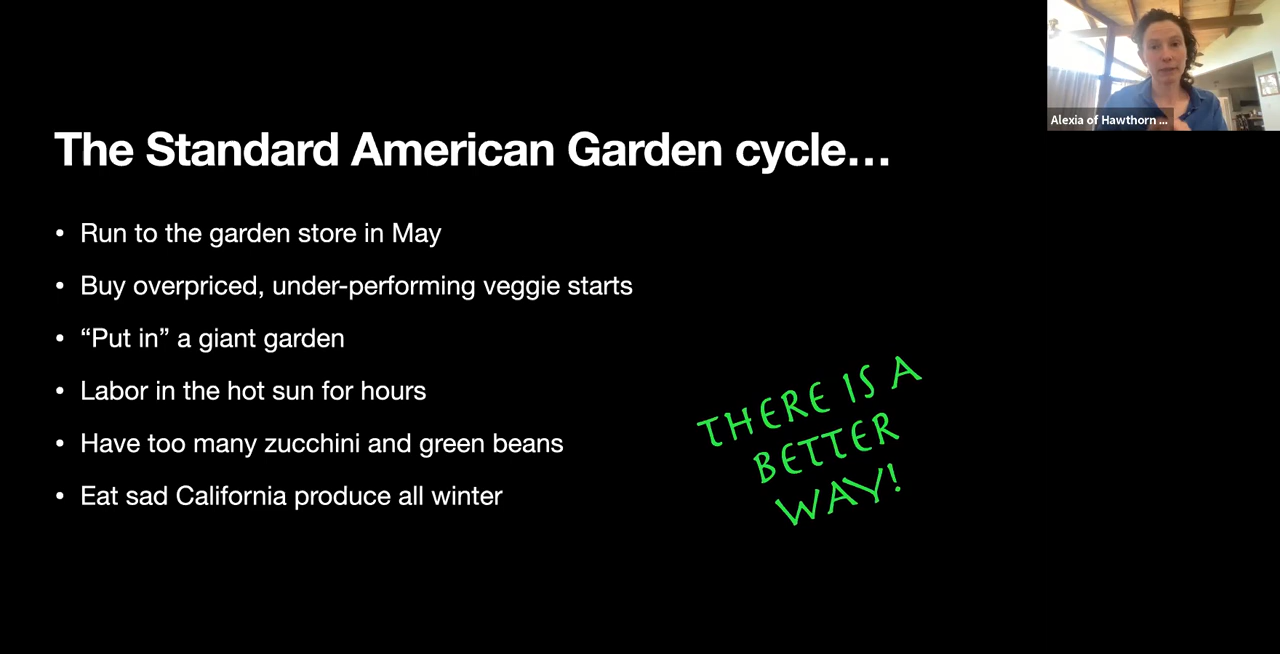 Alexia of Hawthorn ...
The Standard American Garden cycle…
• Run to the garden store in May
• Buy overpriced, under-performing veggie starts
• “Put in” a giant garden
• Labor in the hot sun for hours
• Have too many zucchini and green beans
• Eat sad California produce all winter
THERE IS A
BETTER
WAY!